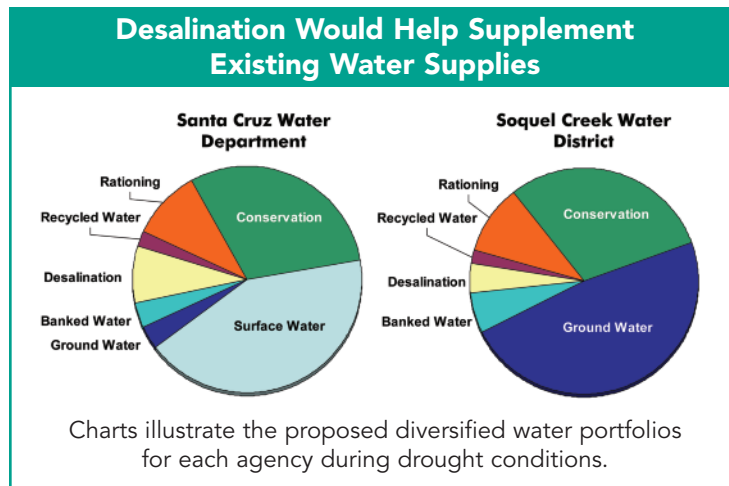 Desalination Would Help Supplement
Existing Water Supplies
Santa Cruz Water
Department
Rationing
Recycled Water
Desalination
Banked Water
Ground Water
Conservation
Surface Water
Soquel Creek Water
District
Rationing
Recycled Water
Desalination
Banked Water
Conservation
Ground Water
Charts illustrate the proposed diversified water portfolios
for each agency during drought conditions.